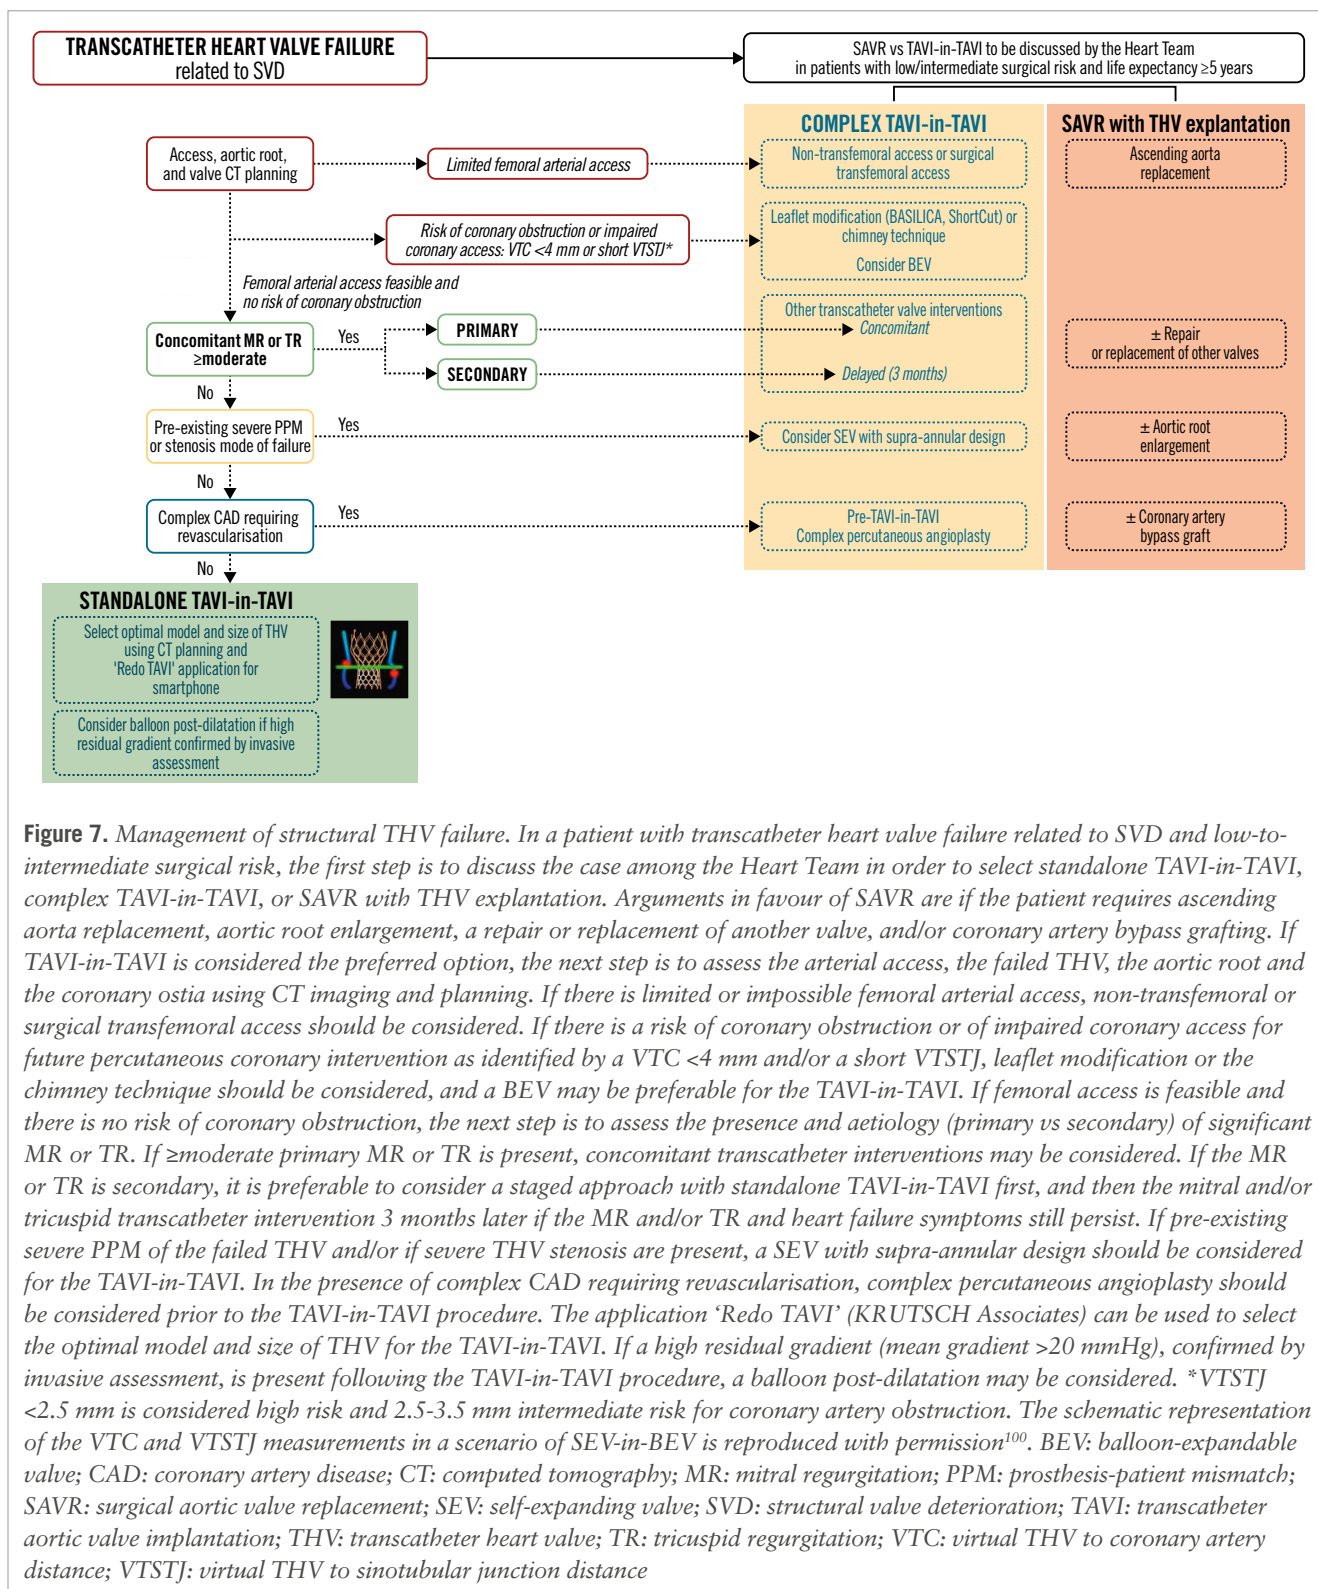 TRANSCATHETER HEART VALVE FAILURE
related to SVD
SAVR vs TAVI-in-TAVI to be discussed by the Heart Team
in patients with low/intermediate surgical risk and life expectancy ≥5 years
COMPLEX TAVI-in-TAVI
SAVR with THV explantation
Access, aortic root,
and valve CT planning
Limited femoral arterial access
Non-transfemoral access or surgical
transfemoral access
Ascending aorta
replacement
Risk of coronary obstruction or impaired
coronary access: VTC <4 mm or short VTSTJ*
Leaflet modification (BASILICA, ShortCut) or
chimney technique
Consider BEV
Femoral arterial access feasible and
no risk of coronary obstruction
Concomitant MR or TR
≥moderate
Yes
PRIMARY
SECONDARY
Other transcatheter valve interventions
Concomitant
Delayed (3 months)
± Repair
or replacement of other valves
No
Pre-existing severe PPM
or stenosis mode of failure
Yes
Consider SEV with supra-annular design
± Aortic root
enlargement
No
Complex CAD requiring
revascularisation
Yes
Pre-TAVI-in-TAVI
Complex percutaneous angioplasty
± Coronary artery
bypass graft
No
STANDALONE TAVI-in-TAVI
Select optimal model and size of THV
using CT planning and
'Redo TAVI' application for
smartphone
Consider balloon post-dilatation if high
residual gradient confirmed by invasive
assessment
Figure 7. Management of structural THV failure. In a patient with transcatheter heart valve failure related to SVD and low-to-
intermediate surgical risk, the first step is to discuss the case among the Heart Team in order to select standalone TAVI-in-TAVI,
complex TAVI-in-TAVI, or SAVR with THV explantation. Arguments in favour of SAVR are if the patient requires ascending
aorta replacement, aortic root enlargement, a repair or replacement of another valve, and/or coronary artery bypass grafting. If
TAVI-in-TAVI is considered the preferred option, the next step is to assess the arterial access, the failed THV, the aortic root and
the coronary ostia using CT imaging and planning. If there is limited or impossible femoral arterial access, non-transfemoral or
surgical transfemoral access should be considered. If there is a risk of coronary obstruction or of impaired coronary access for
future percutaneous coronary intervention as identified by a VTC <4 mm and/or a short VTSTJ, leaflet modification or the
chimney technique should be considered, and a BEV may be preferable for the TAVI-in-TAVI. If femoral access is feasible and
there is no risk of coronary obstruction, the next step is to assess the presence and aetiology (primary vs secondary) of significant
MR or TR. If ≥moderate primary MR or TR is present, concomitant transcatheter interventions may be considered. If the MR
or TR is secondary, it is preferable to consider a staged approach with standalone TAVI-in-TAVI first, and then the mitral and/or
tricuspid transcatheter intervention 3 months later if the MR and/or TR and heart failure symptoms still persist. If pre-existing
severe PPM of the failed THV and/or if severe THV stenosis are present, a SEV with supra-annular design should be considered
for the TAVI-in-TAVI. In the presence of complex CAD requiring revascularisation, complex percutaneous angioplasty should
be considered prior to the TAVI-in-TAVI procedure. The application ‘Redo TAVI’ (KRUTSCH Associates) can be used to select
the optimal model and size of THV for the TAVI-in-TAVI. If a high residual gradient (mean gradient >20 mmHg), confirmed by
invasive assessment, is present following the TAVI-in-TAVI procedure, a balloon post-dilatation may be considered. *VTSTJ
<2.5 mm is considered high risk and 2.5-3.5 mm intermediate risk for coronary artery obstruction. The schematic representation
of the VTC and VTSTJ measurements in a scenario of SEV-in-BEV is reproduced with permission¹⁰⁰. BEV: balloon-expandable
valve; CAD: coronary artery disease; CT: computed tomography; MR: mitral regurgitation; PPM: prosthesis-patient mismatch;
SAVR: surgical aortic valve replacement; SEV: self-expanding valve; SVD: structural valve deterioration; TAVI: transcatheter
aortic valve implantation; THV: transcatheter heart valve; TR: tricuspid regurgitation; VTC: virtual THV to coronary artery
distance; VTSTJ: virtual THV to sinotubular junction distance